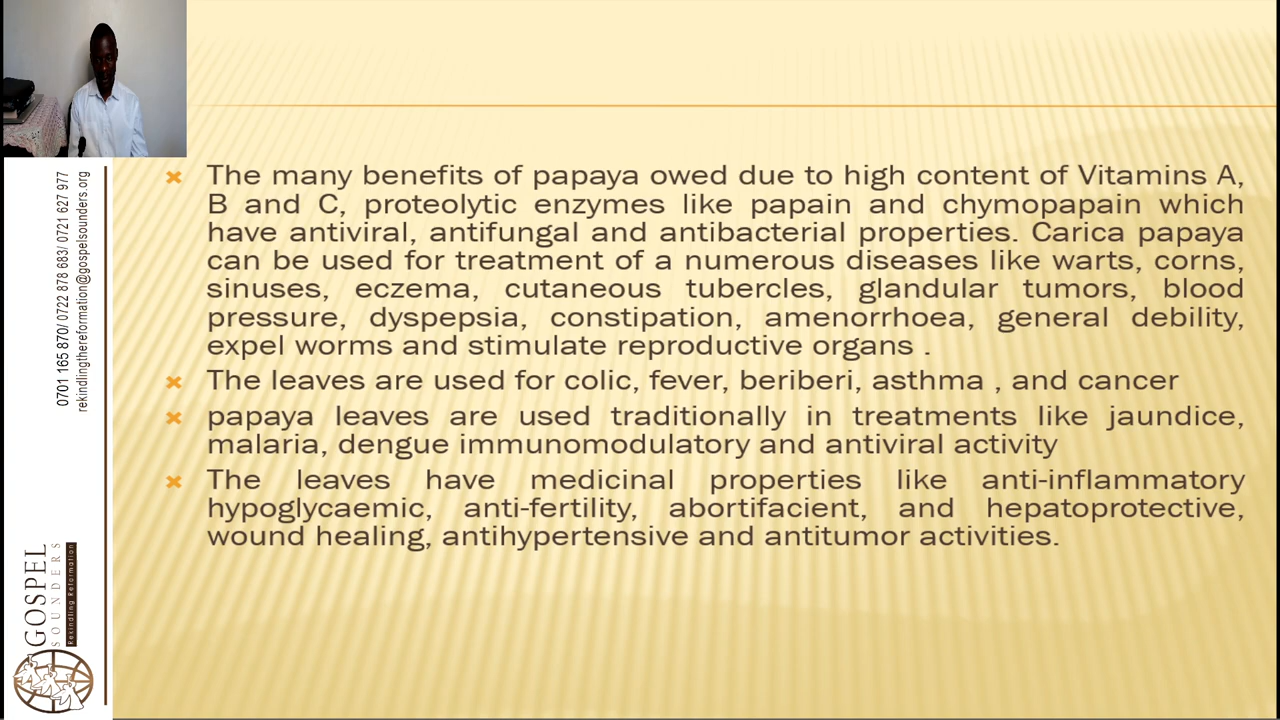 The many benefits of papaya owed due to high content of Vitamins A,
B and C, proteolytic enzymes like papain and chymopapain which
have antiviral, antifungal and antibacterial properties. Carica papaya
can be used for treatment of a numerous diseases like warts, corns,
sinuses, eczema, cutaneous tubercles, glandular tumors, blood
pressure, dyspepsia, constipation, amenorrhoea, general debility,
expel worms and stimulate reproductive organs .
The leaves are used for colic, fever, beriberi, asthma , and cancer
papaya leaves are used traditionally in treatments like jaundice,
malaria, dengue immunomodulatory and antiviral activity
The leaves have medicinal properties like anti-inflammatory
hypoglycaemic, anti-fertility, abortifacient, and hepatoprotective,
wound healing, antihypertensive and antitumor activities.
0701 165 870/ 0722 878 683/ 0721 627 977
rekindlingthereformation@gospelsounders.org
GOSPEL
SOUNDERS
Rekindling Reformation